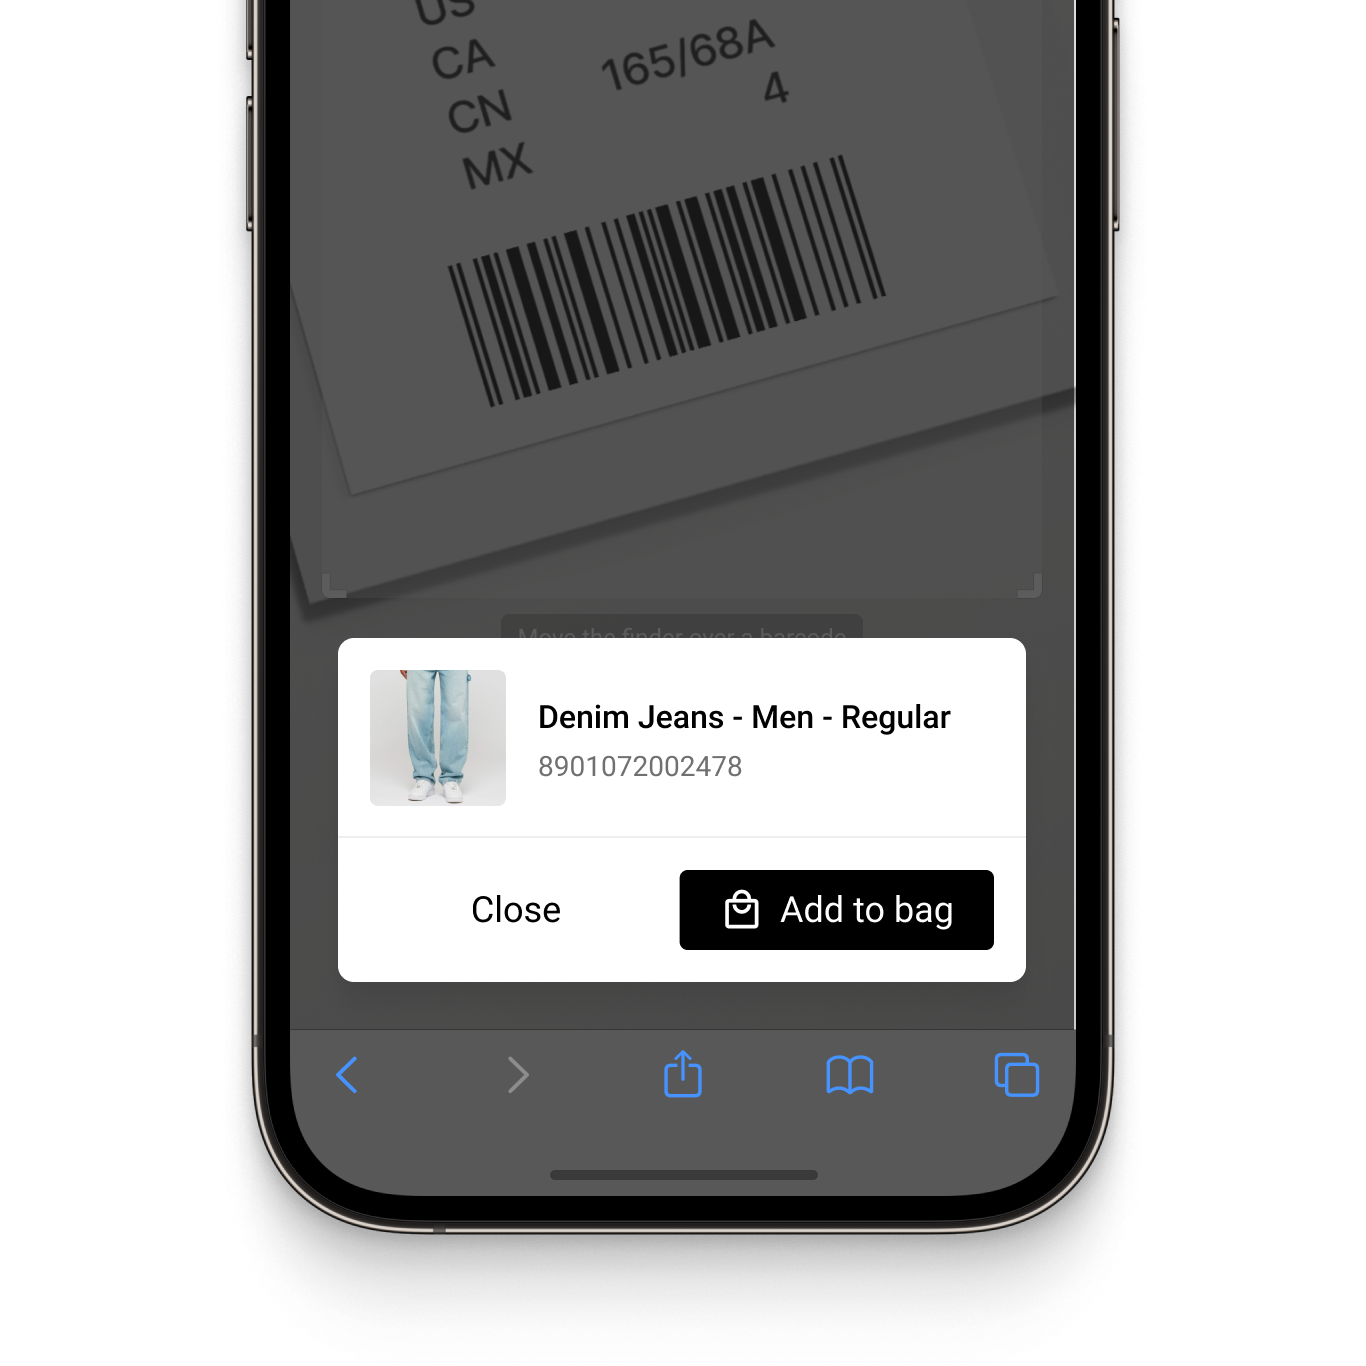 US
CA
CN 165/68A
MX 4
Move the finder over a barcode
Denim Jeans - Men - Regular
8901072002478
Close
Add to bag